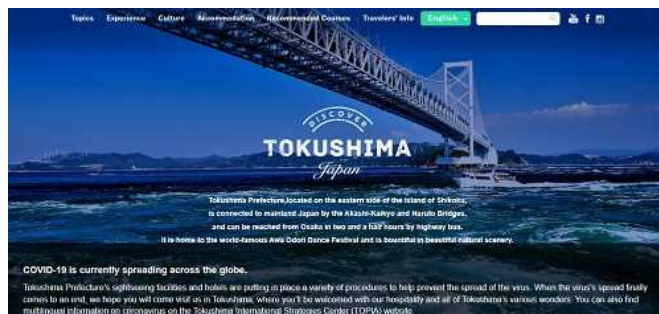 Topics Experience Culture Accommodation Recommended Courses Travelers' Info English
DISCOVER
TOKUSHIMA
Japan
Tokushima Prefecture,located on the eastern side of the island of Shikoku,
is connected to mainland Japan by the Akashi-Kaikyo and Naruto Bridges,
and can be reached from Osaka in two and a half hours by highway bus.
It is home to the world-famous Awa Odori Dance Festival and is bountiful in beautiful natural scenery.
COVID-19 is currently spreading across the globe.
Tokushima Prefecture's sightseeing facilities and hotels are putting in place a variety of procedures to help prevent the spread of the virus. When the virus's spread finally
comes to an end, we hope you will come visit us in Tokushima, where you'll be welcomed with our hospitality and all of Tokushima's various wonders. You can also find
multilingual information on coronavirus on the Tokushima International Strategies Center (TOPIA) website.